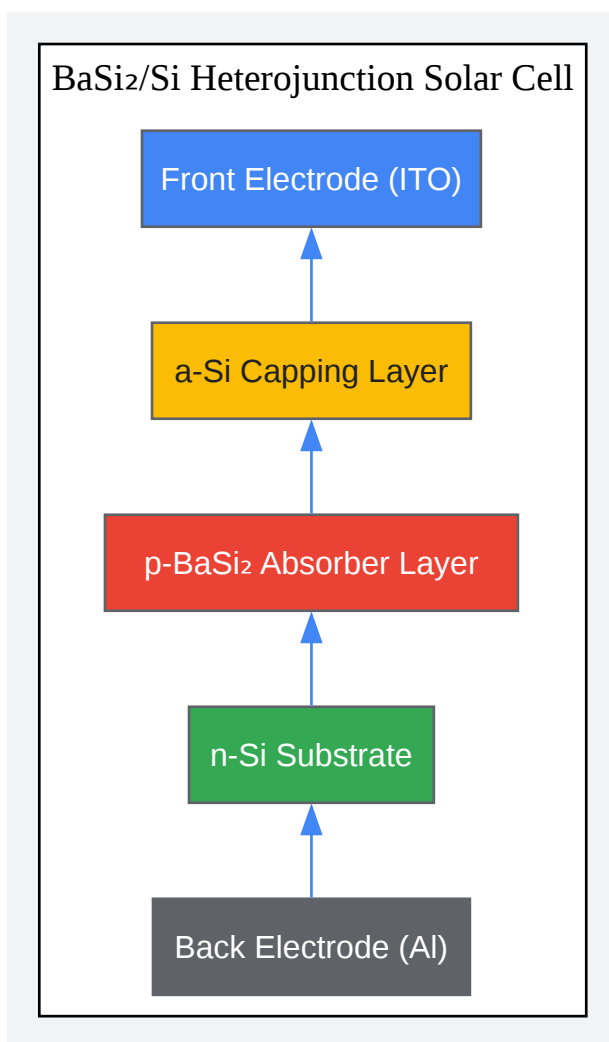 BaSi₂/Si Heterojunction Solar Cell
Front Electrode (ITO)
a-Si Capping Layer
p-BaSi₂ Absorber Layer
n-Si Substrate
Back Electrode (Al)